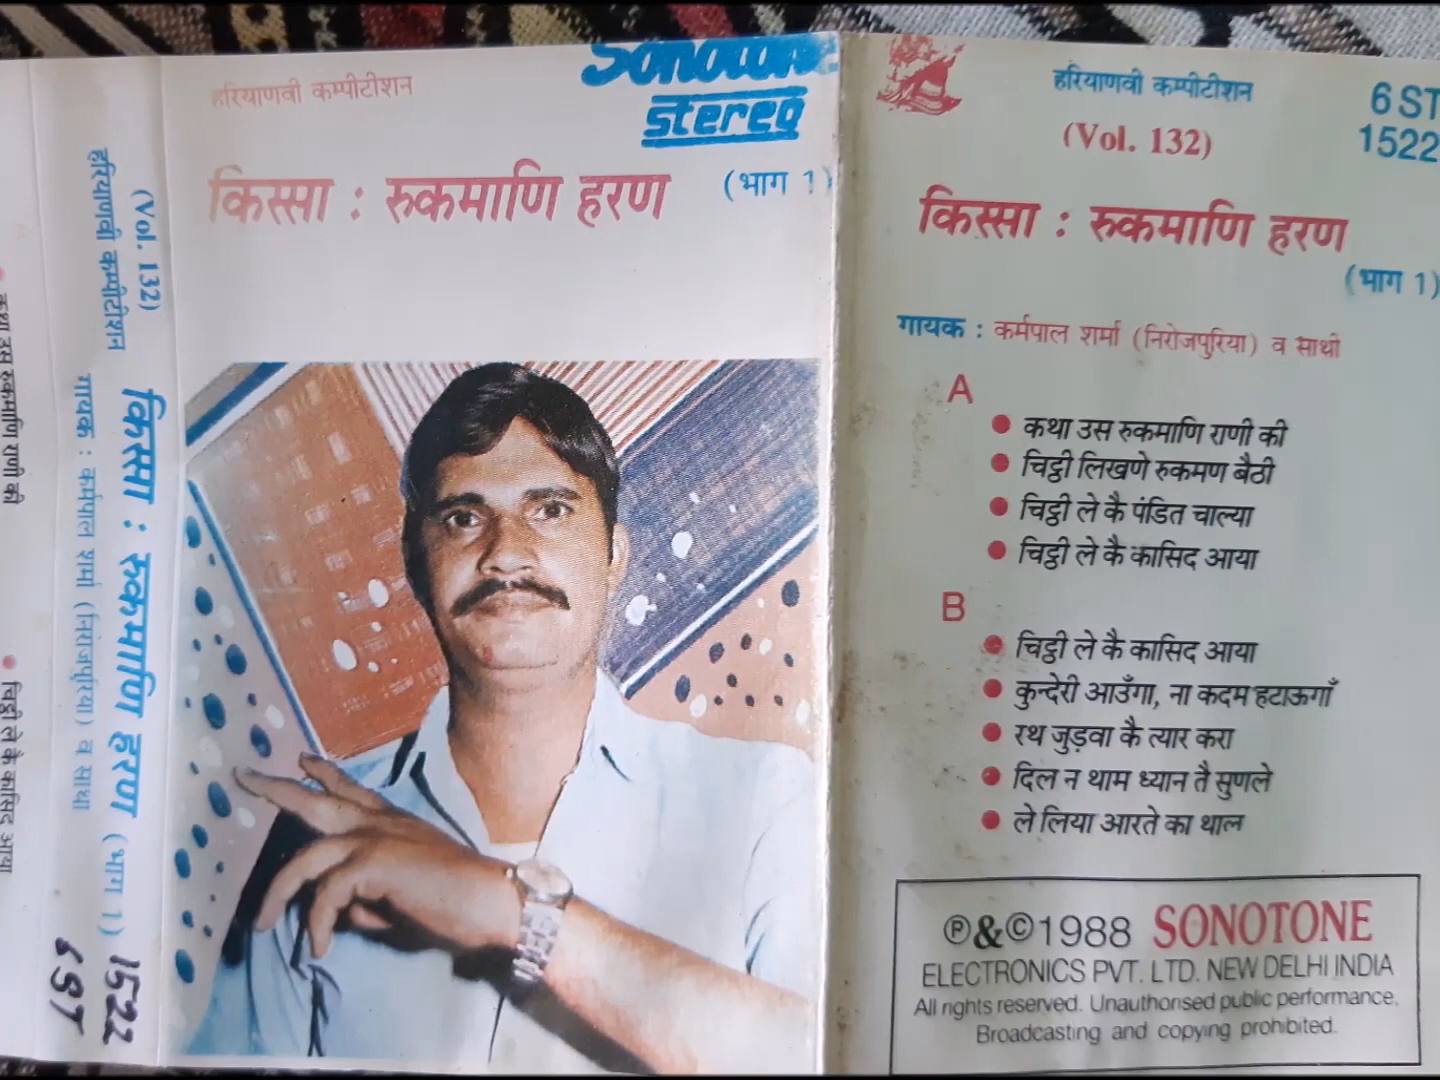 कथा उस रुकमाणि राणी की
चिट्ठी ले कै कासिद आया
(Vol. 132)
हरियाणवी कम्पीटीशन
किस्सा : रुकमाणि हरण (भाग 1) 1522
गायक : कर्मपाल शर्मा (निरोजपुरिया) व साथी
6ST
हरियाणवी कम्पीटीशन
Sonotone
stereo
किस्सा : रुकमाणि हरण
(भाग 1)
हरियाणवी कम्पीटीशन
(Vol. 132)
6 ST
1522
किस्सा : रुकमाणि हरण
(भाग 1)
गायक : कर्मपाल शर्मा (निरोजपुरिया) व साथी
A
कथा उस रुकमाणि राणी की
चिट्ठी लिखणे रुकमण बैठी
चिट्ठी ले कै पंडित चाल्या
चिट्ठी ले कै कासिद आया
B
चिट्ठी ले कै कासिद आया
कुन्देरी आउँगा, ना कदम हटाऊगाँ
रथ जुड़वा कै त्यार करा
दिल न थाम ध्यान तै सुणले
ले लिया आरते का थाल
℗&©1988 SONOTONE
ELECTRONICS PVT. LTD. NEW DELHI INDIA
All rights reserved. Unauthorised public performance,
Broadcasting and copying prohibited.